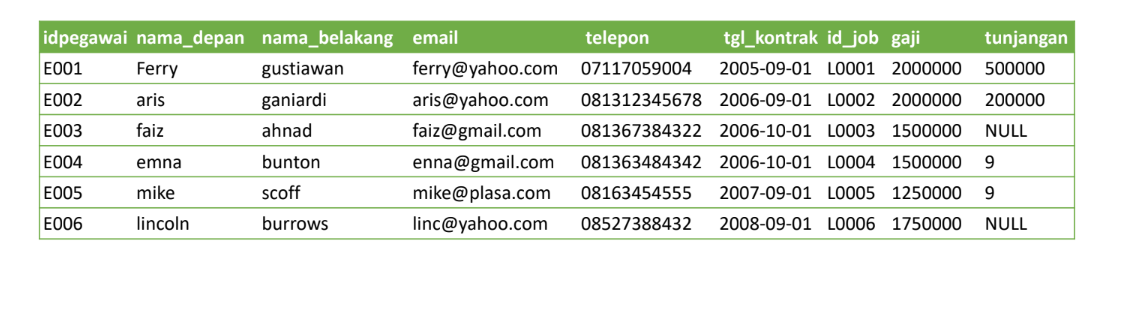 idpegawai nama_depan nama_belakang email telepon tgl_kontrak id_job gaji tunjangan
E001 Ferry gustiawan ferry@yahoo.com 07117059004 2005-09-01 L0001 2000000 500000
E002 aris ganiardi aris@yahoo.com 081312345678 2006-09-01 L0002 2000000 200000
E003 faiz ahnad faiz@gmail.com 081367384322 2006-10-01 L0003 1500000 NULL
E004 emna bunton enna@gmail.com 081363484342 2006-10-01 L0004 1500000 9
E005 mike scoff mike@plasa.com 08163454555 2007-09-01 L0005 1250000 9
E006 lincoln burrows linc@yahoo.com 08527388432 2008-09-01 L0006 1750000 NULL